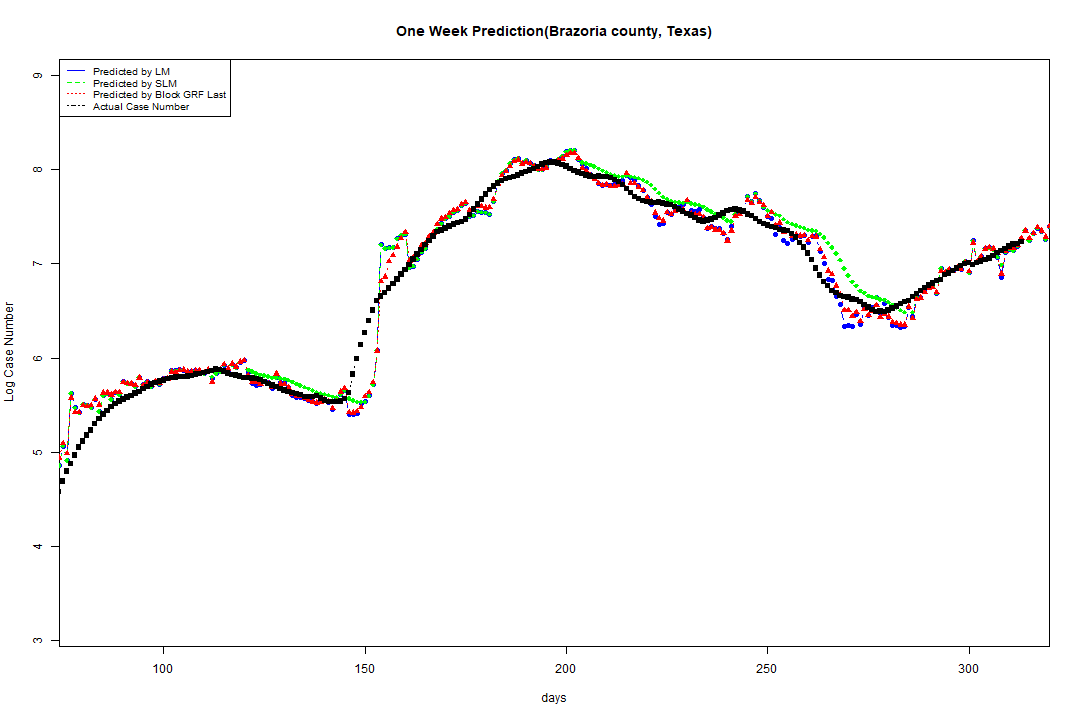 One Week Prediction(Brazoria county, Texas)
Predicted by LM
Predicted by SLM
Predicted by Block GRF Last
Actual Case Number
9
8
7
6
5
4
3
Log Case Number
100 150 200 250 300
days